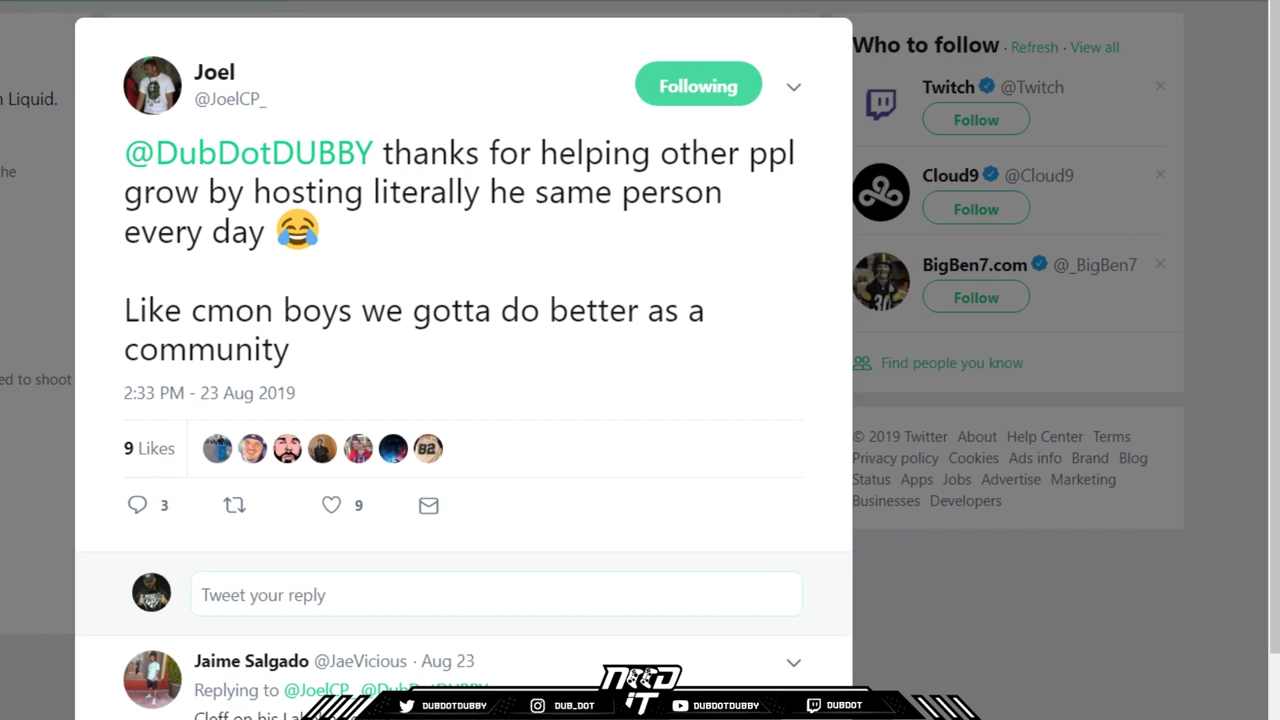 Joel
@JoelCP_
Following
@DubDotDUBBY thanks for helping other ppl
grow by hosting literally he same person
every day 😂
Like cmon boys we gotta do better as a
community
2:33 PM - 23 Aug 2019
9 Likes
3
9
Tweet your reply
Jaime Salgado @JaeVicious · Aug 23
Replying to @JoelCP_ @DubDotDUBBY
Cleff on his
n Liquid.
he
ed to shoot
Who to follow · Refresh · View all
Twitch @Twitch
Follow
Cloud9 @Cloud9
Follow
BigBen7.com @_BigBen7
Follow
Find people you know
© 2019 Twitter About Help Center Terms
Privacy policy Cookies Ads info Brand Blog
Status Apps Jobs Advertise Marketing
Businesses Developers
NEED
IT
DUBDOTDUBBY
DUB_DOT
DUBDOTDUBBY
DUBDOT